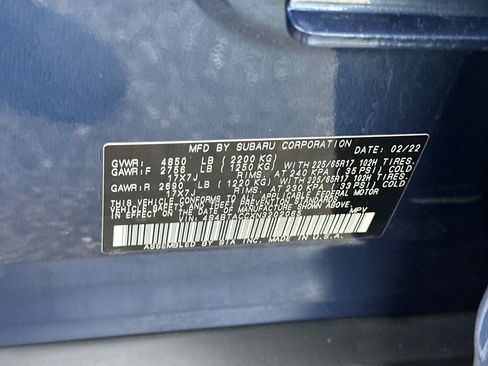 MFD BY SUBARU CORPORATION DATE: 02/22
GVWR: 4850 LB (2200 KG)
GAWR:F 2755 LB (1250 KG) WITH 225/65R17 102H TIRES.
17X7J RIMS, AT 240 KPA (35 PSI) COLD
GAWR:R 2690 LB (1220 KG) WITH 225/65R17 102H TIRES.
17X7J RIMS, AT 230 KPA (33 PSI) COLD
THIS VEHICLE CONFORMS TO ALL APPLICABLE FEDERAL MOTOR
VEHICLE SAFETY AND THEFT PREVENTION STANDARDS
IN EFFECT ON THE DATE OF MANUFACTURE SHOWN ABOVE.
VIN: MPV
ASSEMBLED BY SIA INC. MADE IN U.S.A.